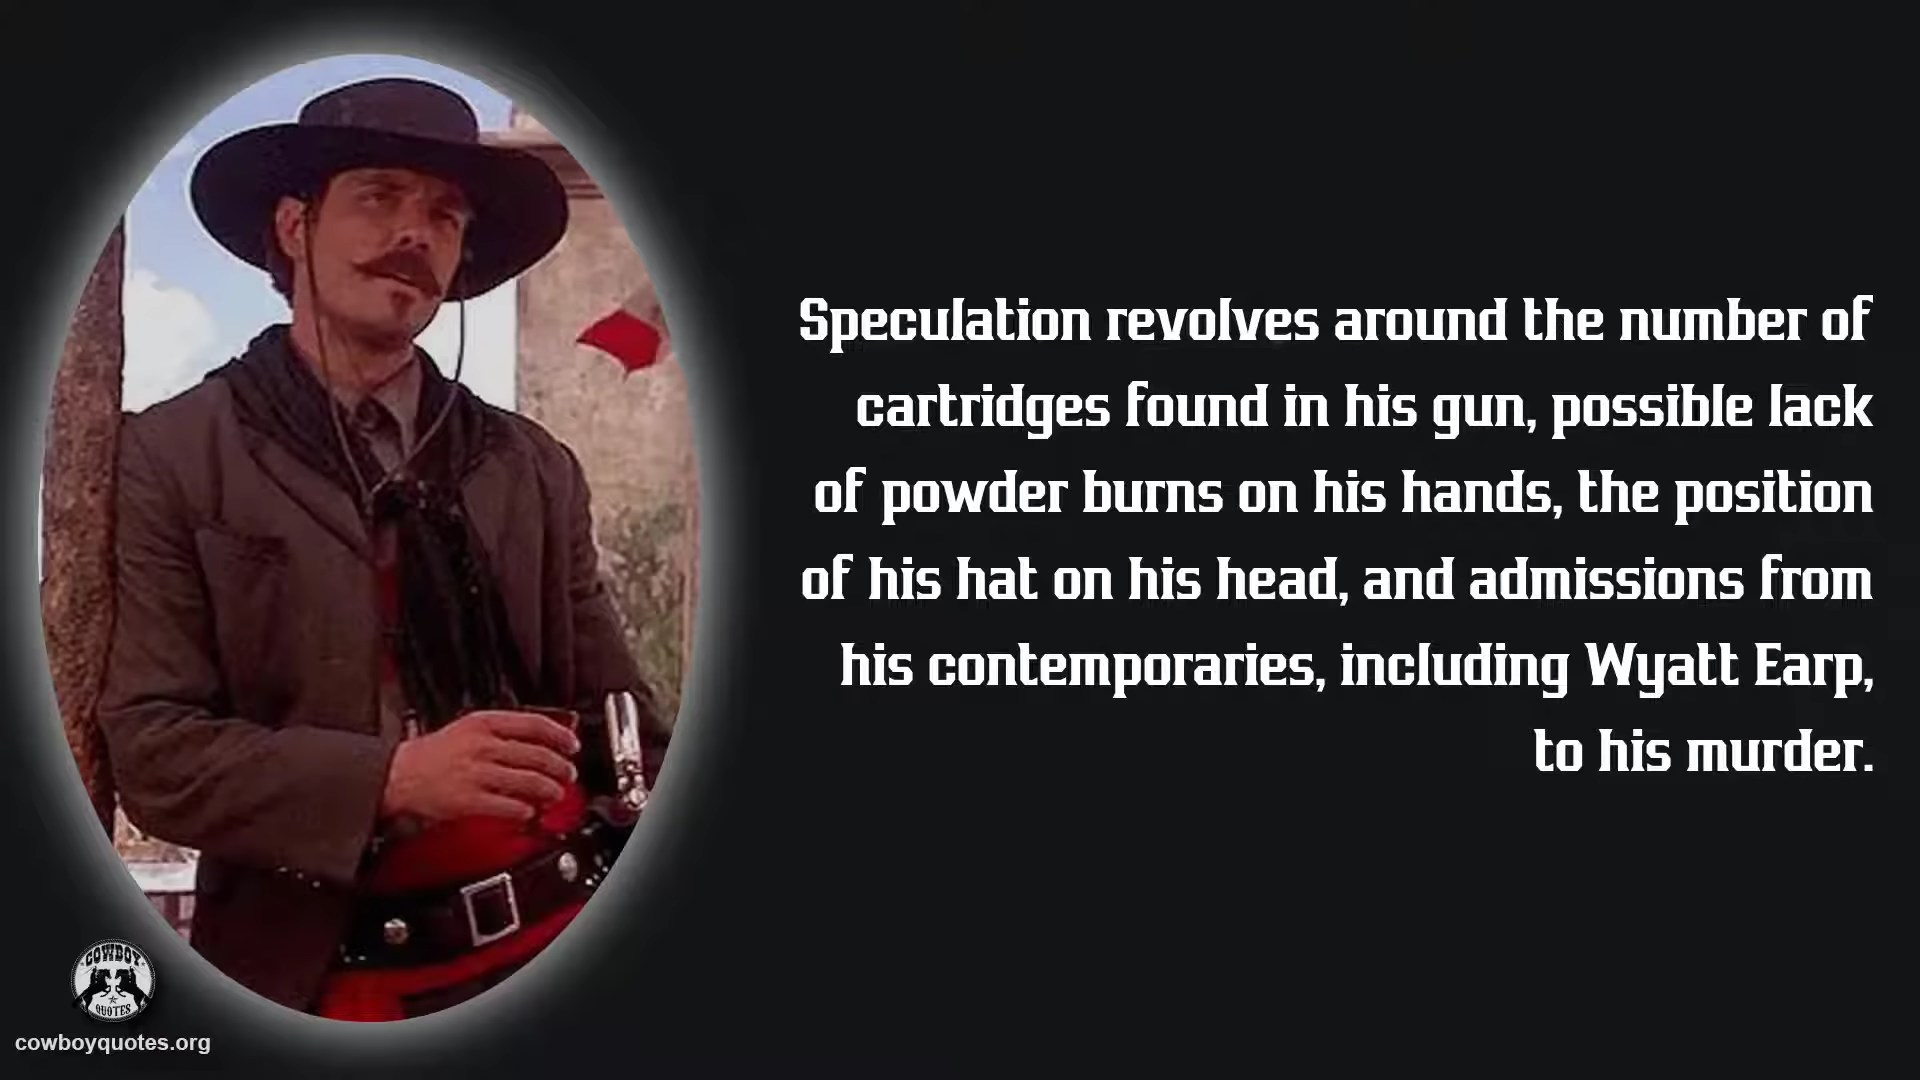 Speculation revolves around the number of
cartridges found in his gun, possible lack
of powder burns on his hands, the position
of his hat on his head, and admissions from
his contemporaries, including Wyatt Earp,
to his murder.
COWBOY
QUOTES
cowboyquotes.org